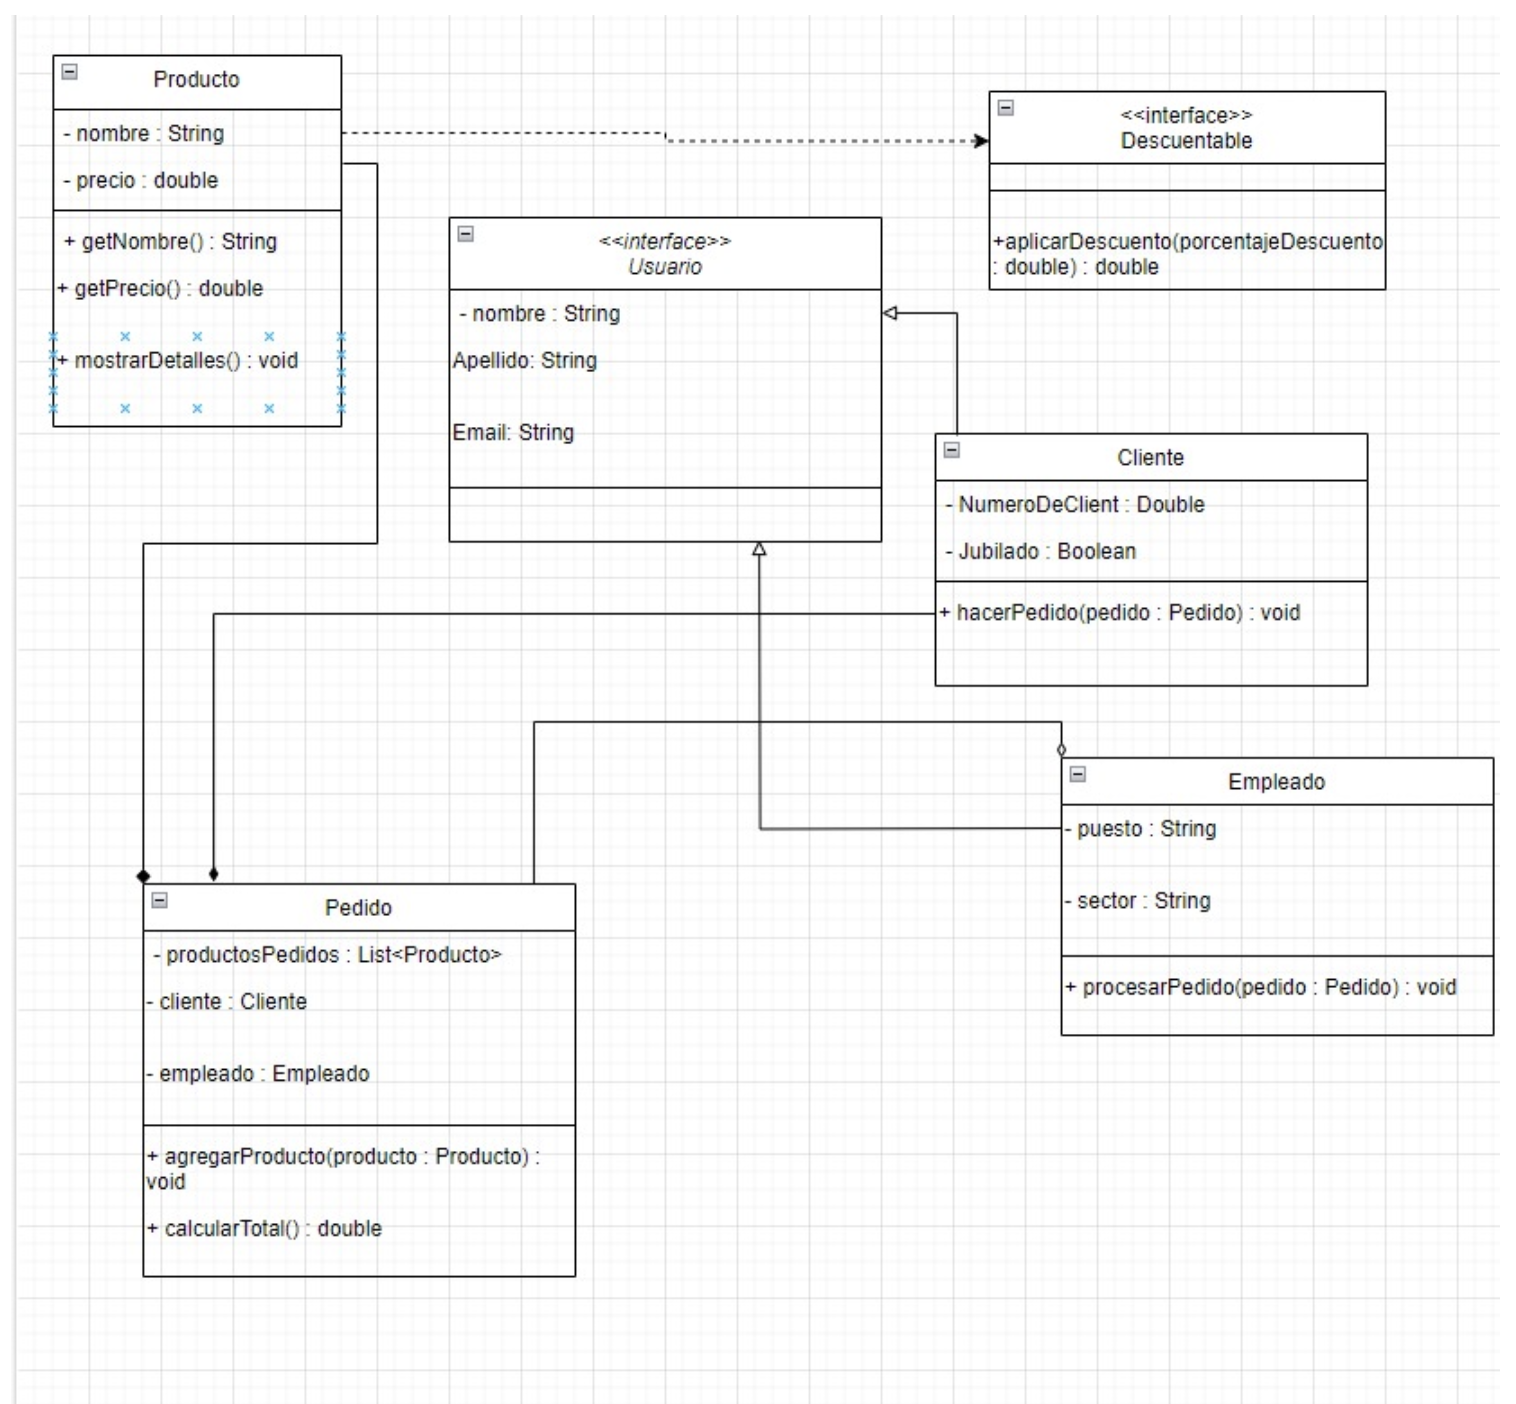 Producto
- nombre : String
- precio : double
+ getNombre() : String
+ getPrecio() : double
+ mostrarDetalles() : void
<<interface>>
Descuentable
+aplicarDescuento(porcentajeDescuento
: double) : double
<<interface>>
Usuario
- nombre : String
Apellido: String
Email: String
Cliente
- NumeroDeClient : Double
- Jubilado : Boolean
+ hacerPedido(pedido : Pedido) : void
Empleado
- puesto : String
- sector : String
+ procesarPedido(pedido : Pedido) : void
Pedido
- productosPedidos : List<Producto>
- cliente : Cliente
- empleado : Empleado
+ agregarProducto(producto : Producto) :
void
+ calcularTotal() : double